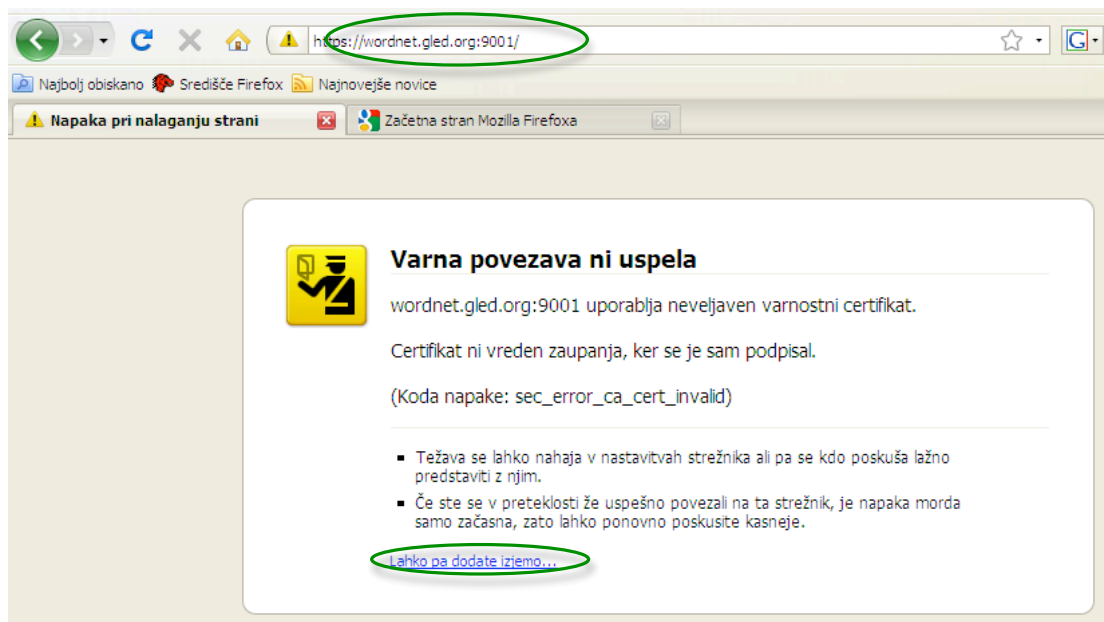 https://wordnet.gled.org:9001/
G
Najbolj obiskano Središče Firefox Najnovejše novice
Napaka pri nalaganju strani Začetna stran Mozilla Firefoxa
Varna povezava ni uspela
wordnet.gled.org:9001 uporablja neveljaven varnostni certifikat.
Certifikat ni vreden zaupanja, ker se je sam podpisal.
(Koda napake: sec_error_ca_cert_invalid)
Težava se lahko nahaja v nastavitvah strežnika ali pa se kdo poskuša lažno
predstaviti z njim.
Če ste se v preteklosti že uspešno povezali na ta strežnik, je napaka morda
samo začasna, zato lahko ponovno poskusite kasneje.
Lahko pa dodate izjemo...